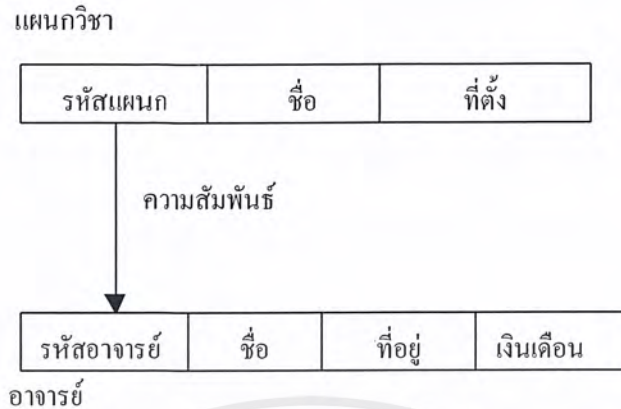 แผนกวิชา
รหัสแผนก ชื่อ ที่ตั้ง
ความสัมพันธ์
รหัสอาจารย์ ชื่อ ที่อยู่ เงินเดือน
อาจารย์